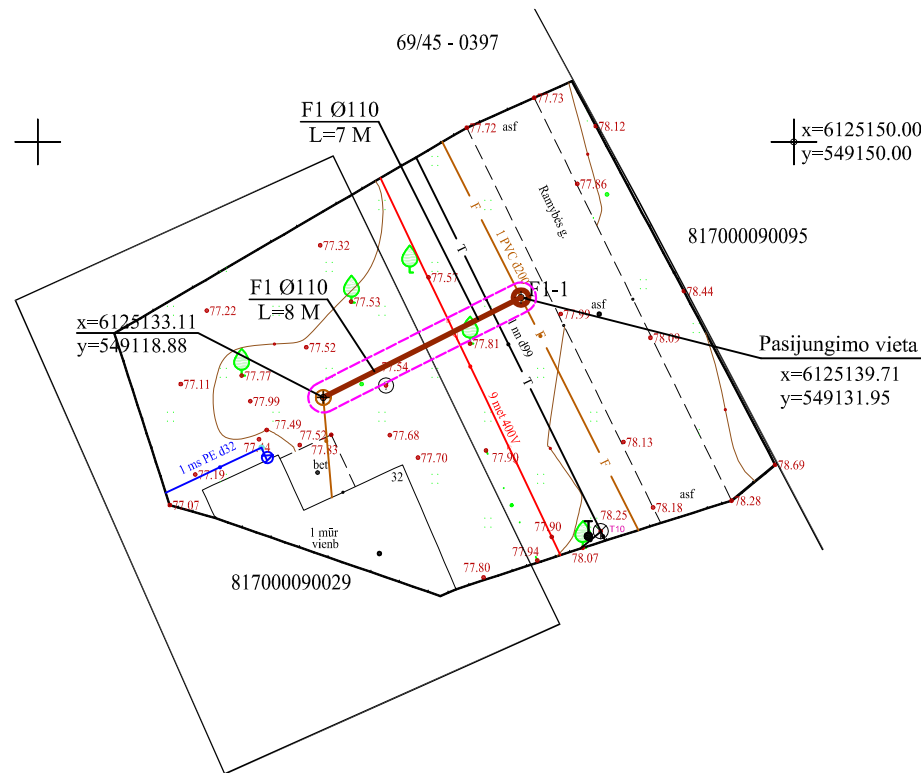 69/45 - 0397
F1 Ø110
L=7 M
77.73
77.72
asf
78.12
x=6125150.00
y=549150.00
77.86
Ramybės g.
F
T
1 PVC d200
817000090095
77.32
77.57
F1 Ø110
L=8 M
77.53
F1-1
78.44
77.22
asf
77.99
x=6125133.11
y=549118.88
F
1 nn d99
77.81
78.09
Pasijungimo vieta
77.52
77.54
x=6125139.71
y=549131.95
77.11
77.77
T
77.99
9 met 400V
77.49
77.52
77.83
77.68
78.13
77.90
77.70
F
1 ms PE d32
77.19
bet
32
78.69
77.07
asf
78.28
78.18
78.25
T10
1 mūr
vienb
77.90
77.94
78.07
77.80
817000090029